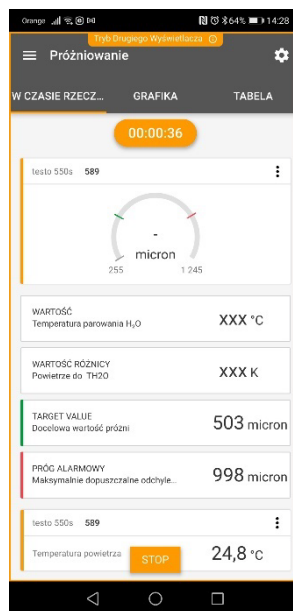 Orange 64% 14:28
Tryb Drugiego Wyświetlacza
Próżniowanie
W CZASIE RZECZ... GRAFIKA TABELA
00:00:36
testo 550s 589
-
micron
255 1 245
WARTOŚĆ
Temperatura parowania H₂O
XXX °C
WARTOŚĆ RÓŻNICY
Powietrze do TH2O
XXX K
TARGET VALUE
Docelowa wartość próżni
503 micron
PRÓG ALARMOWY
Maksymalnie dopuszczalne odchyle...
998 micron
testo 550s 589
Temperatura powietrza
STOP
24,8 °C